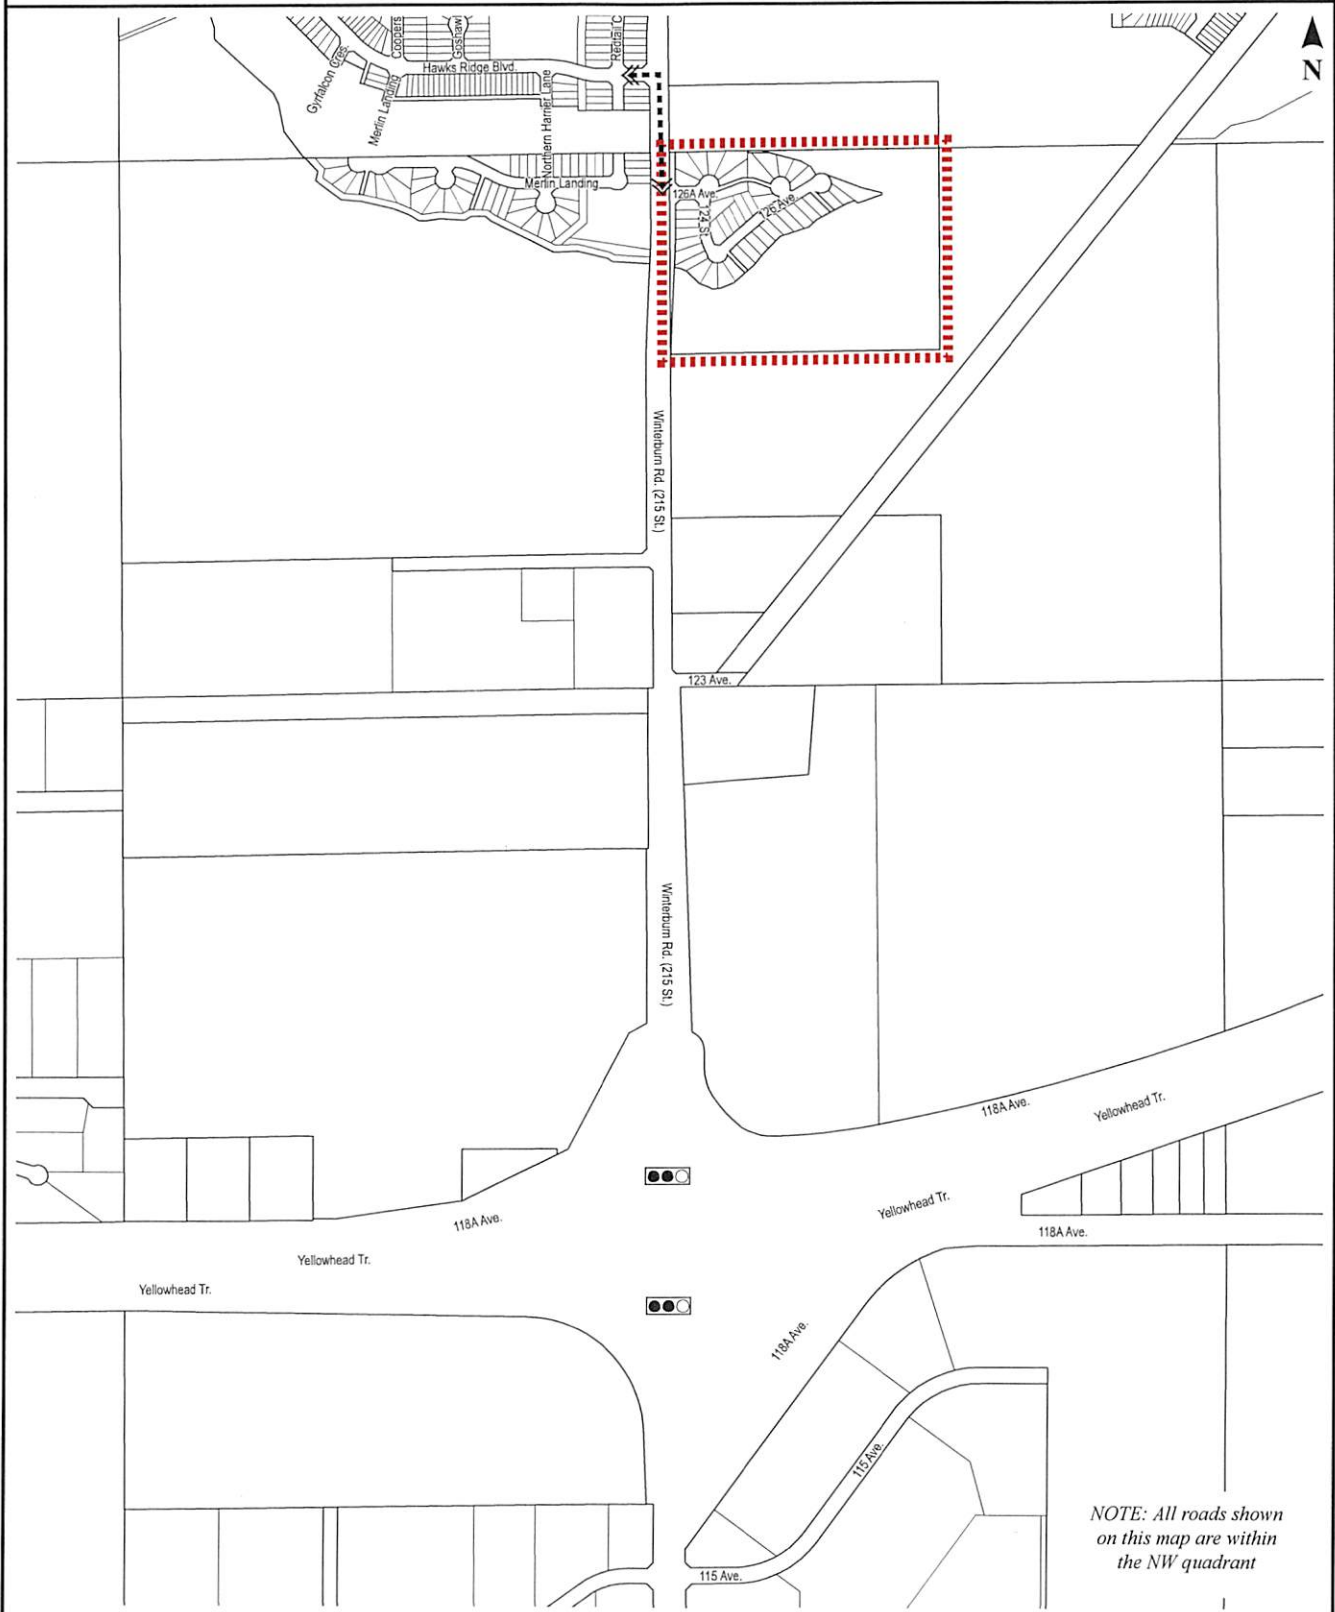 Coopers
Goshaw
Redtail C
N
Gyrfalcon Cres.
Hawks Ridge Blvd.
Merlin Landing
Northern Harrier Lane
Merlin Landing
126A Ave.
124 St.
126 Ave.
Winterburn Rd. (215 St.)
123 Ave.
Winterburn Rd. (215 St.)
118A Ave.
Yellowhead Tr.
Yellowhead Tr.
118A Ave.
118A Ave.
Yellowhead Tr.
Yellowhead Tr.
118A Ave.
115 Ave.
NOTE: All roads shown
on this map are within
the NW quadrant
115 Ave.